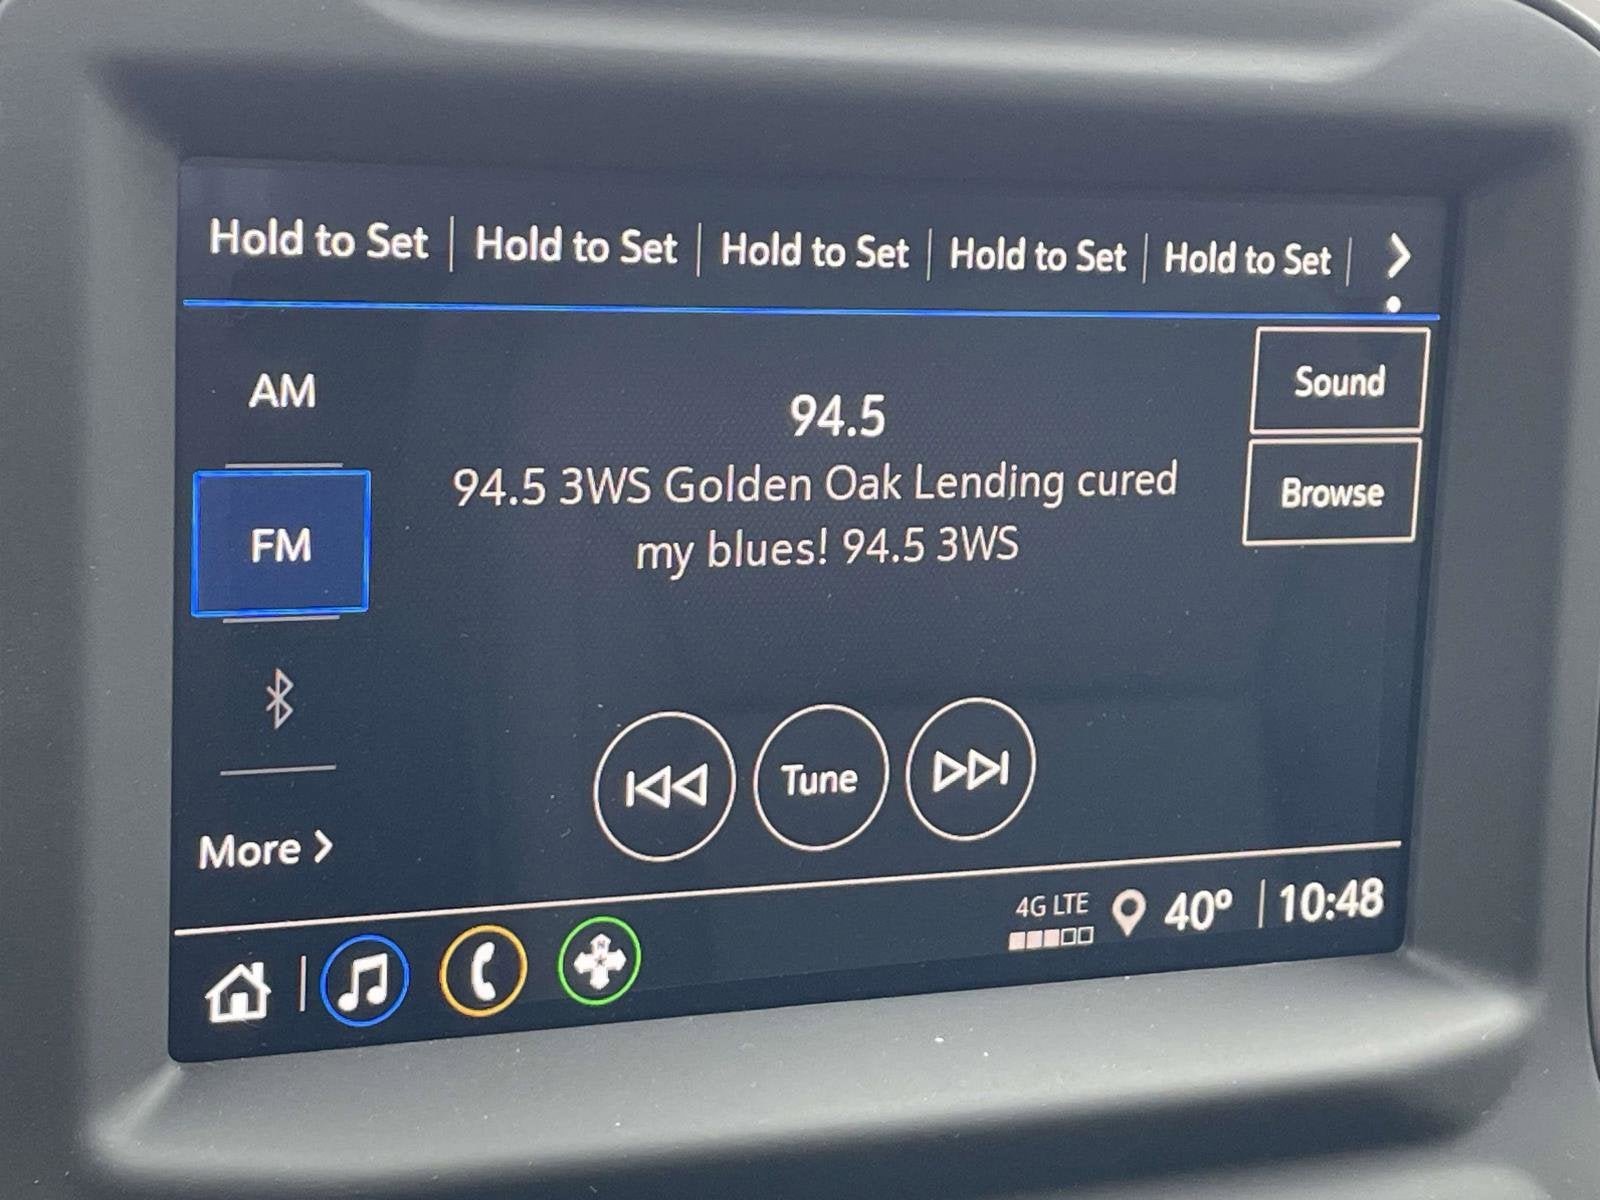 Hold to Set | Hold to Set | Hold to Set | Hold to Set | Hold to Set |
AM
FM
More
94.5
94.5 3WS Golden Oak Lending cured
my blues! 94.5 3WS
Sound
Browse
Tune
4G LTE
40° | 10:48